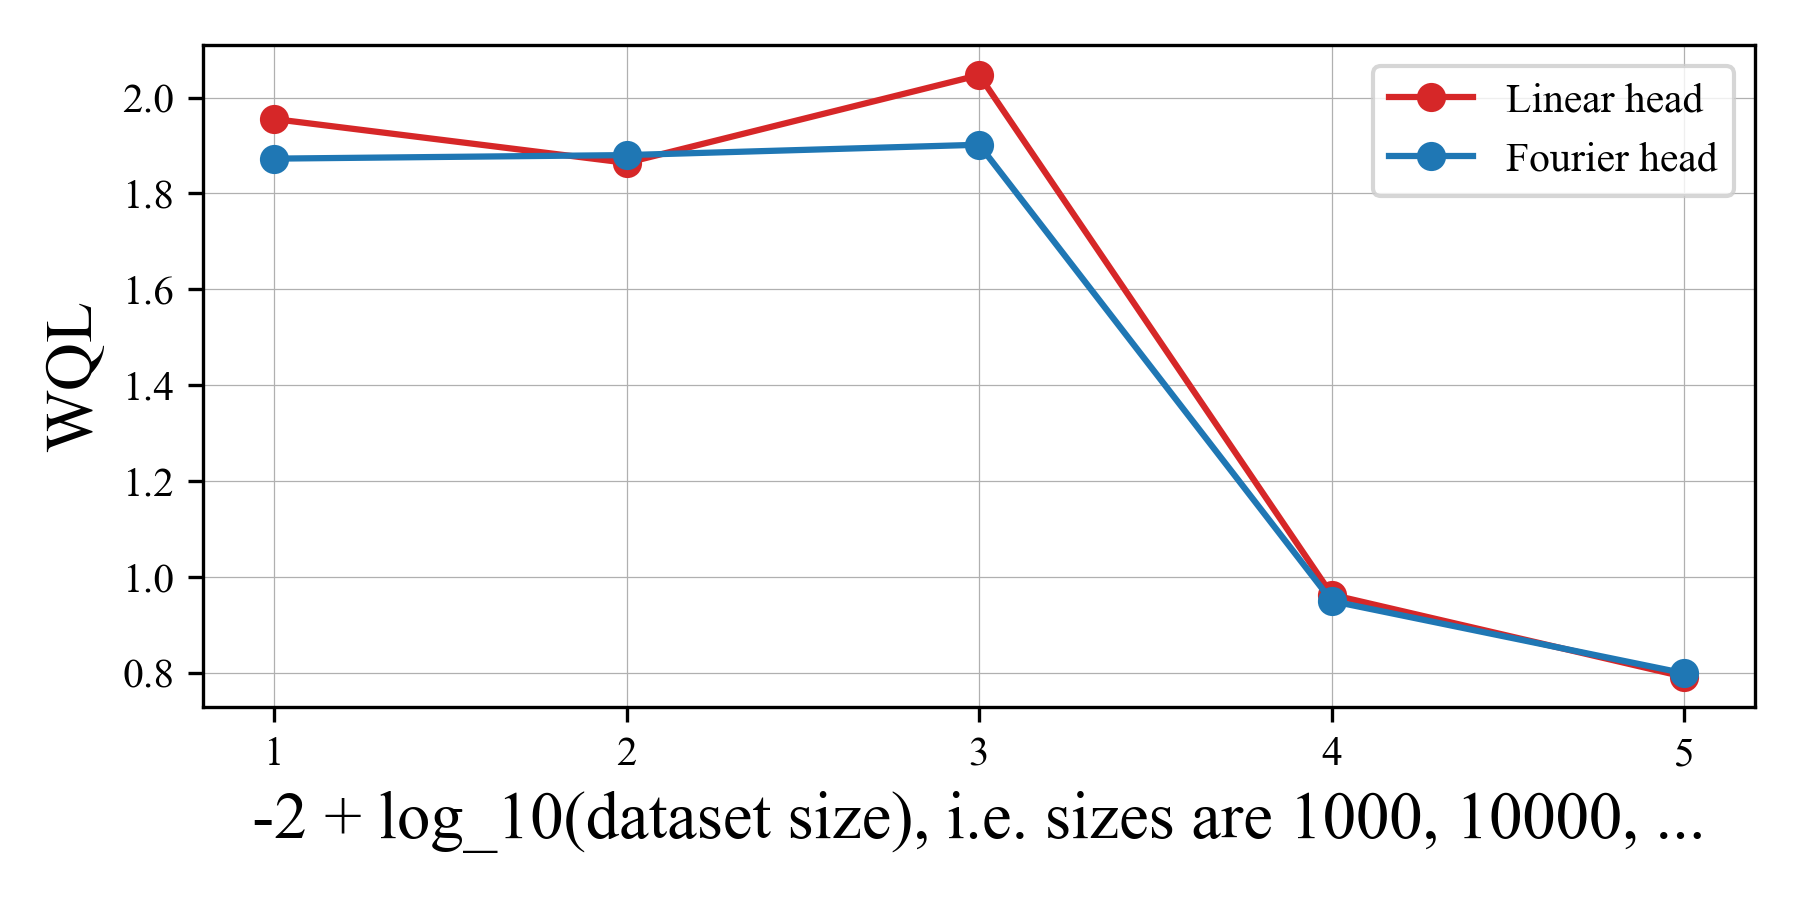 2.0
1.8
1.6
1.4
1.2
1.0
0.8
WQL
Linear head
Fourier head
1 2 3 4 5
-2 + log_10(dataset size), i.e. sizes are 1000, 10000, ...